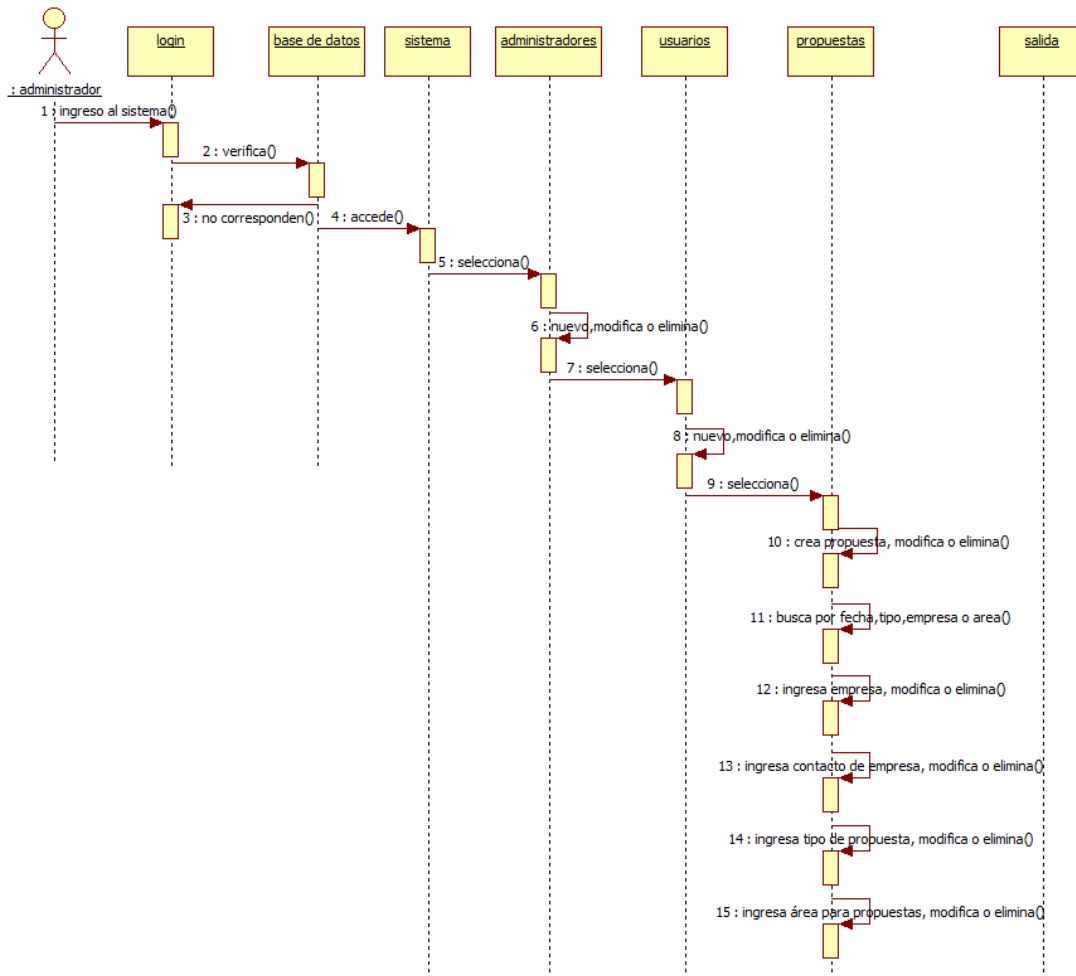 login
base de datos
sistema
administradores
usuarios
propuestas
salida
: administrador
1 : ingreso al sistema()
2 : verifica()
3 : no corresponden()
4 : accede()
5 : selecciona()
6 : nuevo,modifica o elimina()
7 : selecciona()
8 : nuevo,modifica o elimina()
9 : selecciona()
10 : crea propuesta, modifica o elimina()
11 : busca por fecha,tipo,empresa o area()
12 : ingresa empresa, modifica o elimina()
13 : ingresa contacto de empresa, modifica o elimina()
14 : ingresa tipo de propuesta, modifica o elimina()
15 : ingresa área para propuestas, modifica o elimina()